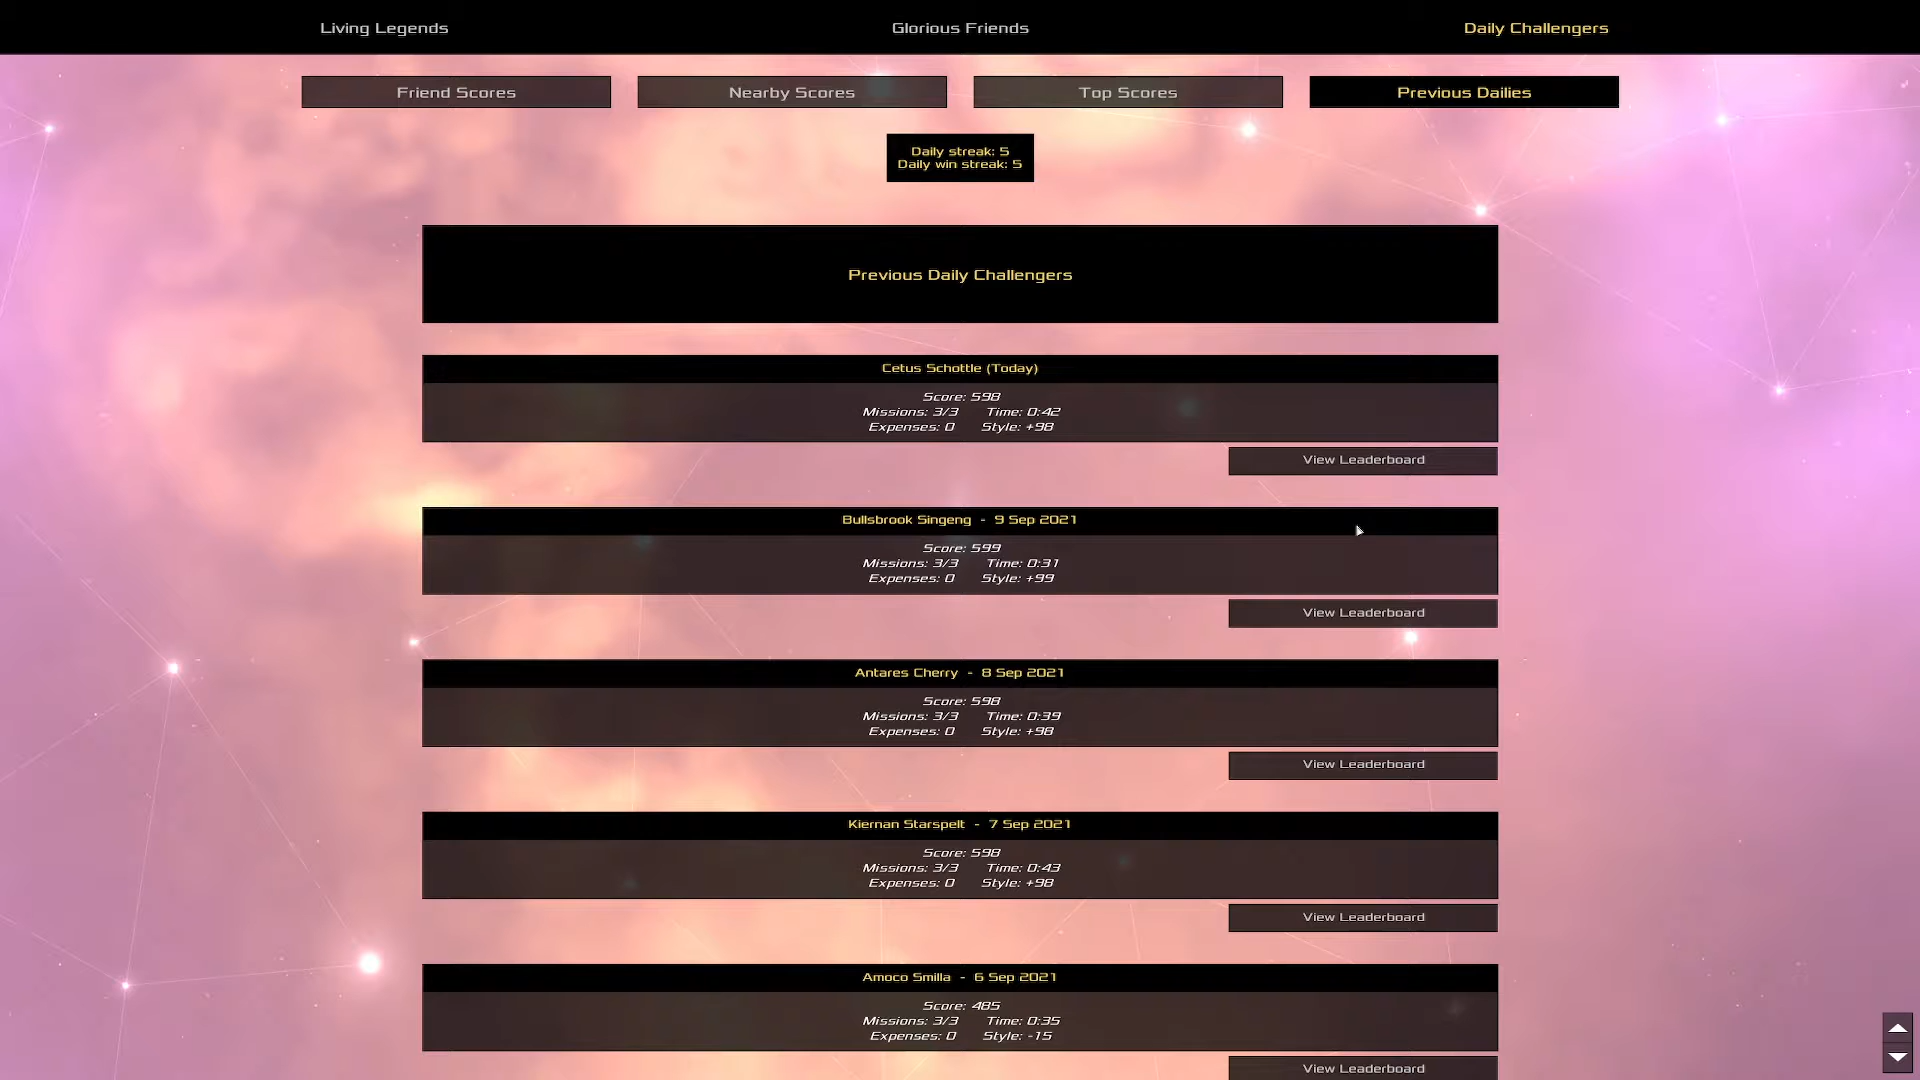 Living Legends Glorious Friends Daily Challengers
Friend Scores Nearby Scores Top Scores Previous Dailies
Daily streak: 5
Daily win streak: 5
Previous Daily Challengers
Cetus Schottle (Today)
Score: 598
Missions: 3/3 Time: 0:42
Expenses: 0 Style: +98
View Leaderboard
Bullsbrook Singeng - 9 Sep 2021
Score: 599
Missions: 3/3 Time: 0:31
Expenses: 0 Style: +99
View Leaderboard
Antares Cherry - 8 Sep 2021
Score: 598
Missions: 3/3 Time: 0:39
Expenses: 0 Style: +98
View Leaderboard
Kiernan Starspelt - 7 Sep 2021
Score: 598
Missions: 3/3 Time: 0:43
Expenses: 0 Style: +98
View Leaderboard
Amoco Smilla - 6 Sep 2021
Score: 485
Missions: 3/3 Time: 0:35
Expenses: 0 Style: -15
View Leaderboard